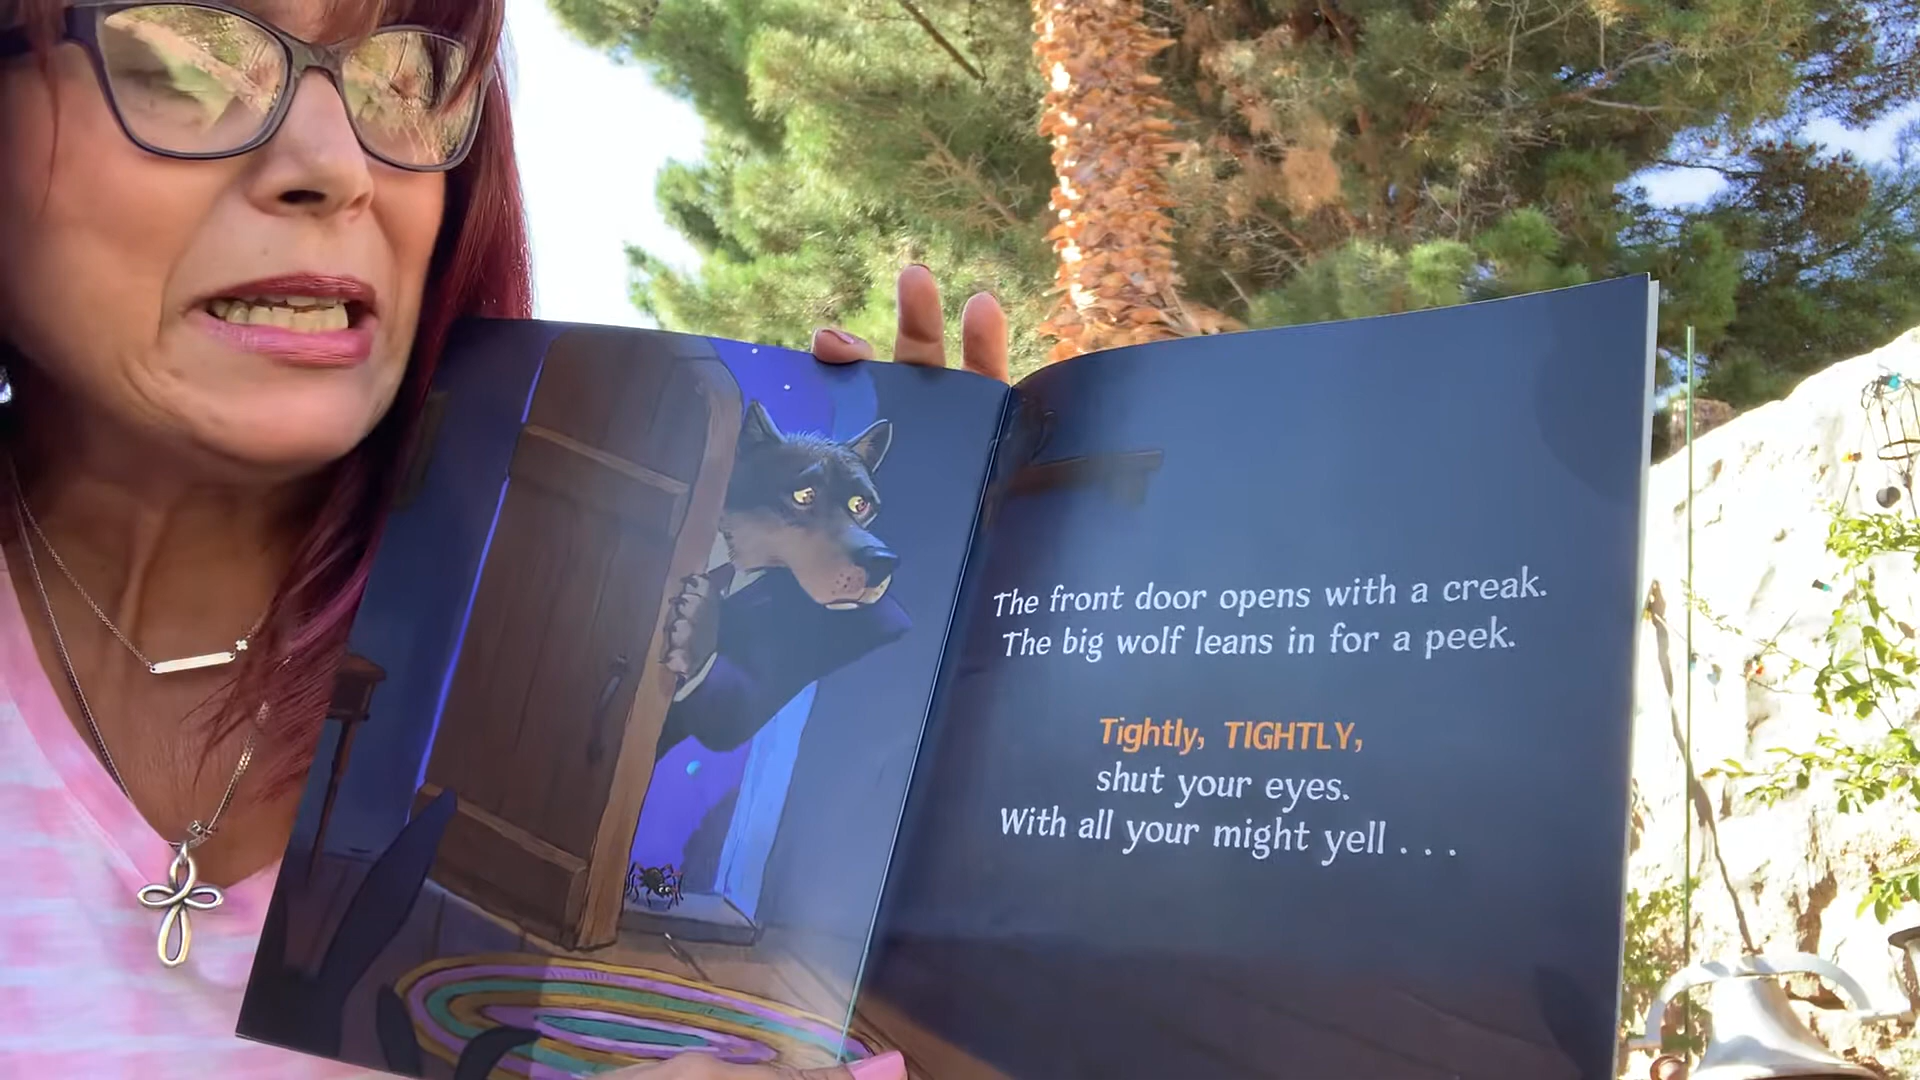 The front door opens with a creak.
The big wolf leans in for a peek.
Tightly, TIGHTLY,
shut your eyes.
With all your might yell . . .